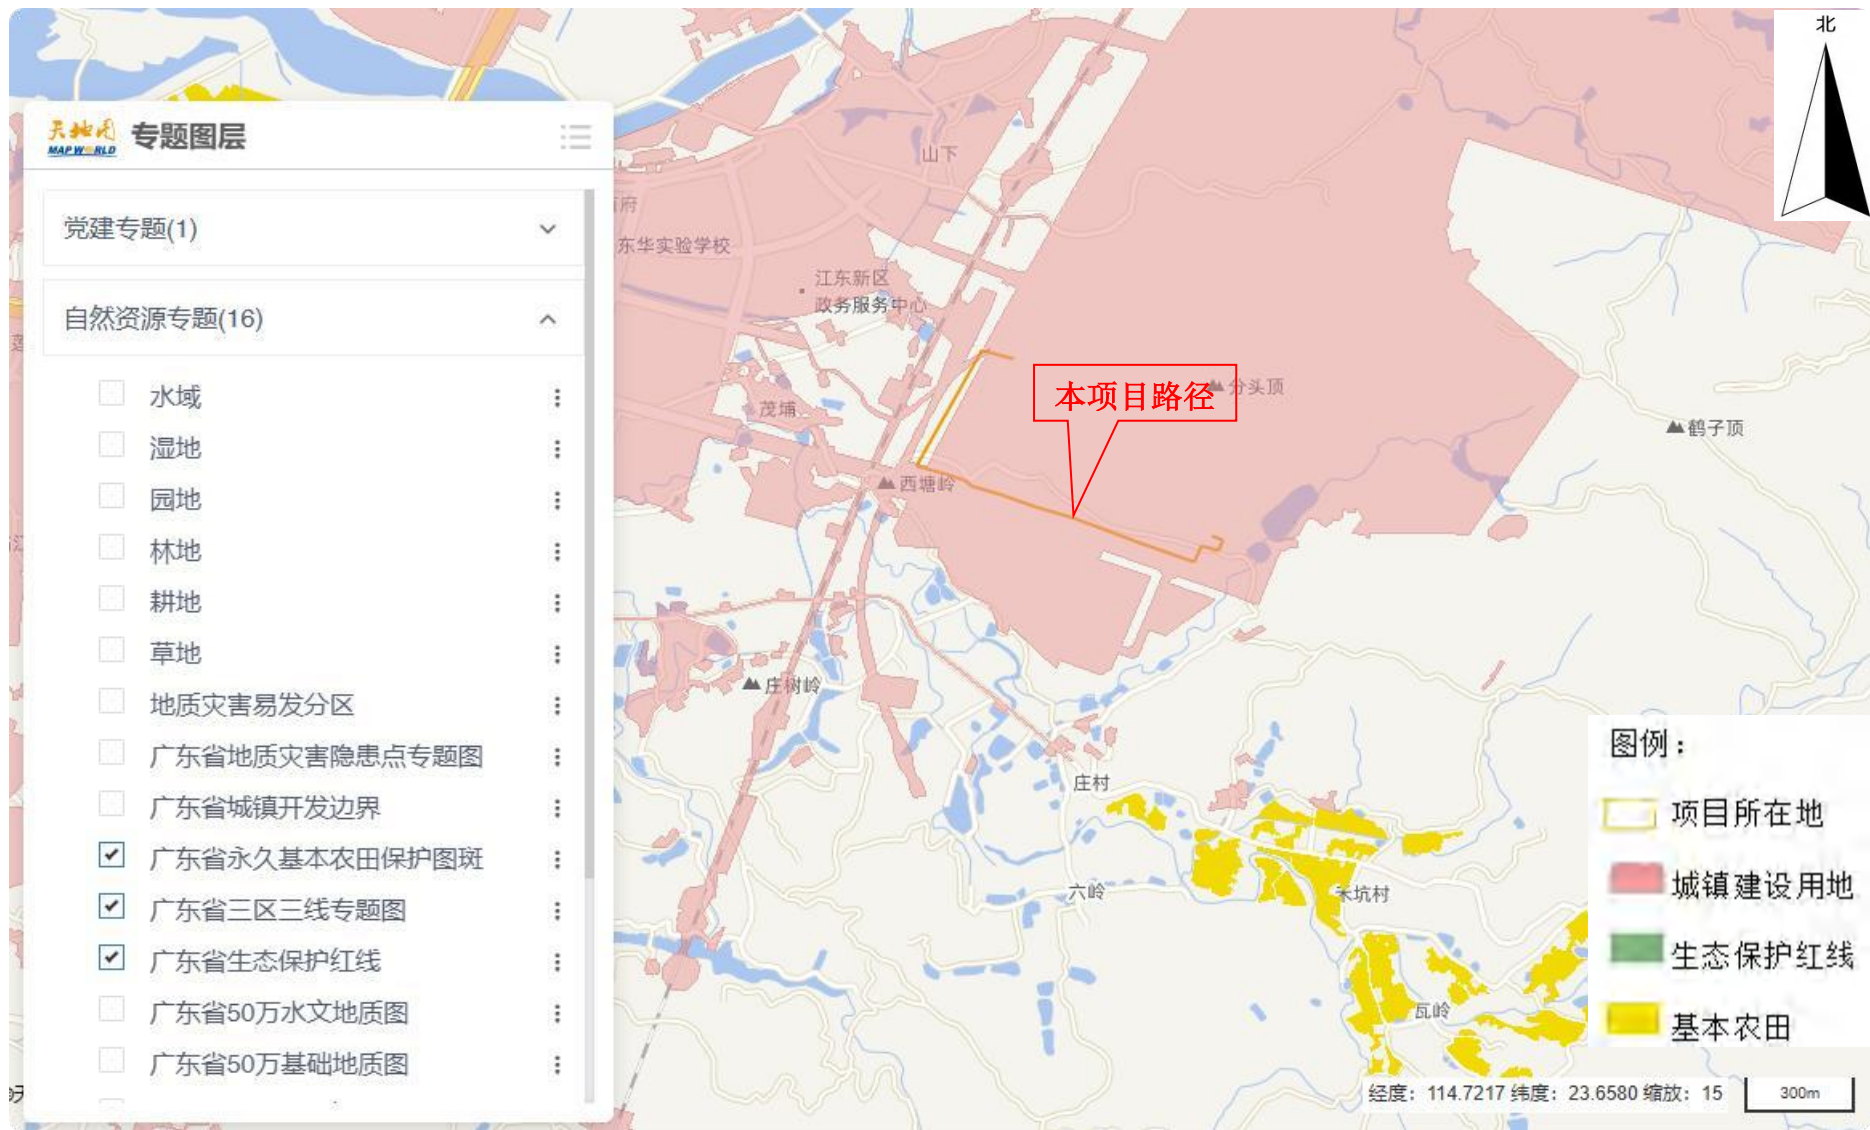 北
天地图
MAP WORLD
专题图层
党建专题(1)
自然资源专题(16)
水域
湿地
园地
林地
耕地
草地
地质灾害易发分区
广东省地质灾害隐患点专题图
广东省城镇开发边界
广东省永久基本农田保护图斑
广东省三区三线专题图
广东省生态保护红线
广东省50万水文地质图
广东省50万基础地质图
山下
府
东华实验学校
江东新区
政务服务中心
本项目路径
分头顶
茂埔
鹤子顶
西塘岭
庄树岭
庄村
六岭
禾坑村
瓦岭
图例：
项目所在地
城镇建设用地
生态保护红线
基本农田
经度：114.7217 纬度：23.6580 缩放：15
300m